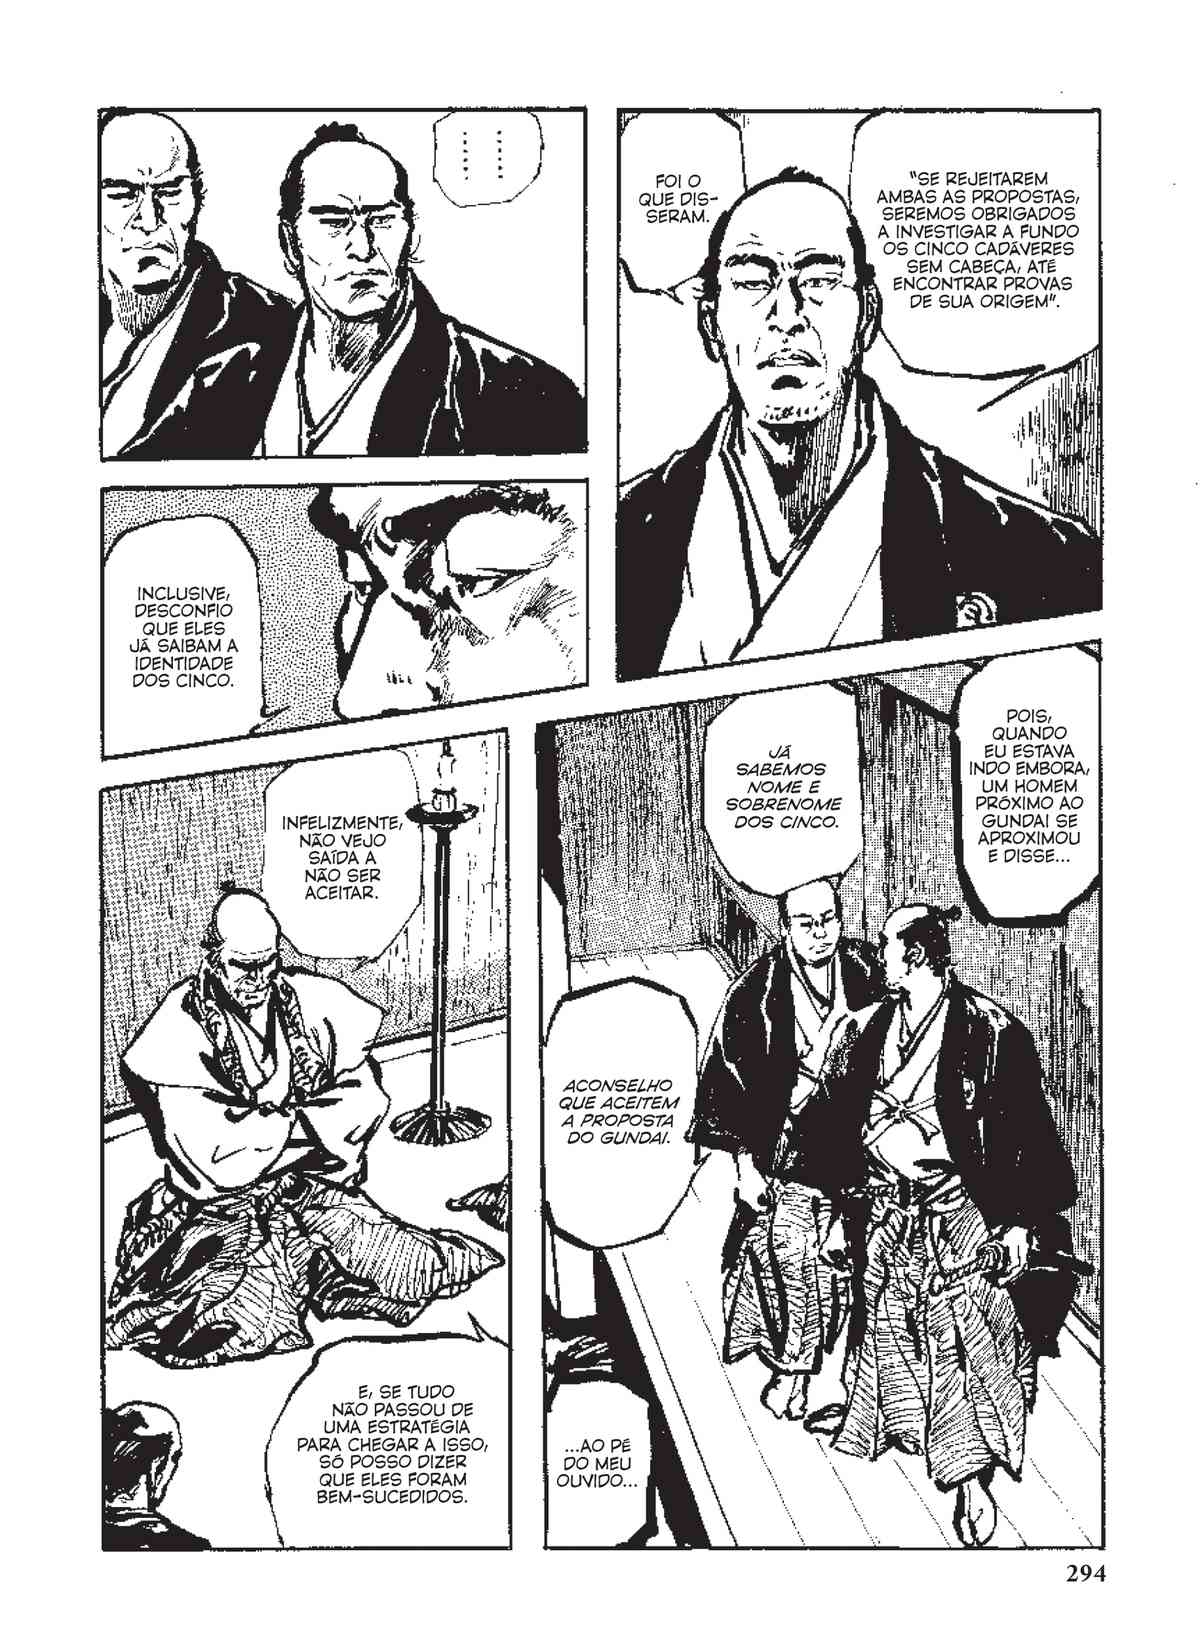 "SE REJEITAREM
AMBAS AS PROPOSTAS,
SEREMOS OBRIGADOS
A INVESTIGAR A FUNDO
OS CINCO CADÁVERES
SEM CABEÇA, ATÉ
ENCONTRAR PROVAS
DE SUA ORIGEM".
FOI O
QUE DIS-
SERAM.
......
......
INCLUSIVE,
DESCONFIO
QUE ELES
JÁ SAIBAM A
IDENTIDADE
DOS CINCO.
POIS,
QUANDO
EU ESTAVA
INDO EMBORA,
UM HOMEM
PRÓXIMO AO
GUNDAI SE
APROXIMOU
E DISSE...
JÁ
SABEMOS
NOME E
SOBRENOME
DOS CINCO.
ACONSELHO
QUE ACEITEM
A PROPOSTA
DO GUNDAI.
...AO PÉ
DO MEU
OUVIDO...
INFELIZMENTE,
NÃO VEJO
SAÍDA A
NÃO SER
ACEITAR.
E, SE TUDO
NÃO PASSOU DE
UMA ESTRATÉGIA
PARA CHEGAR A ISSO,
SÓ POSSO DIZER
QUE ELES FORAM
BEM-SUCEDIDOS.
294